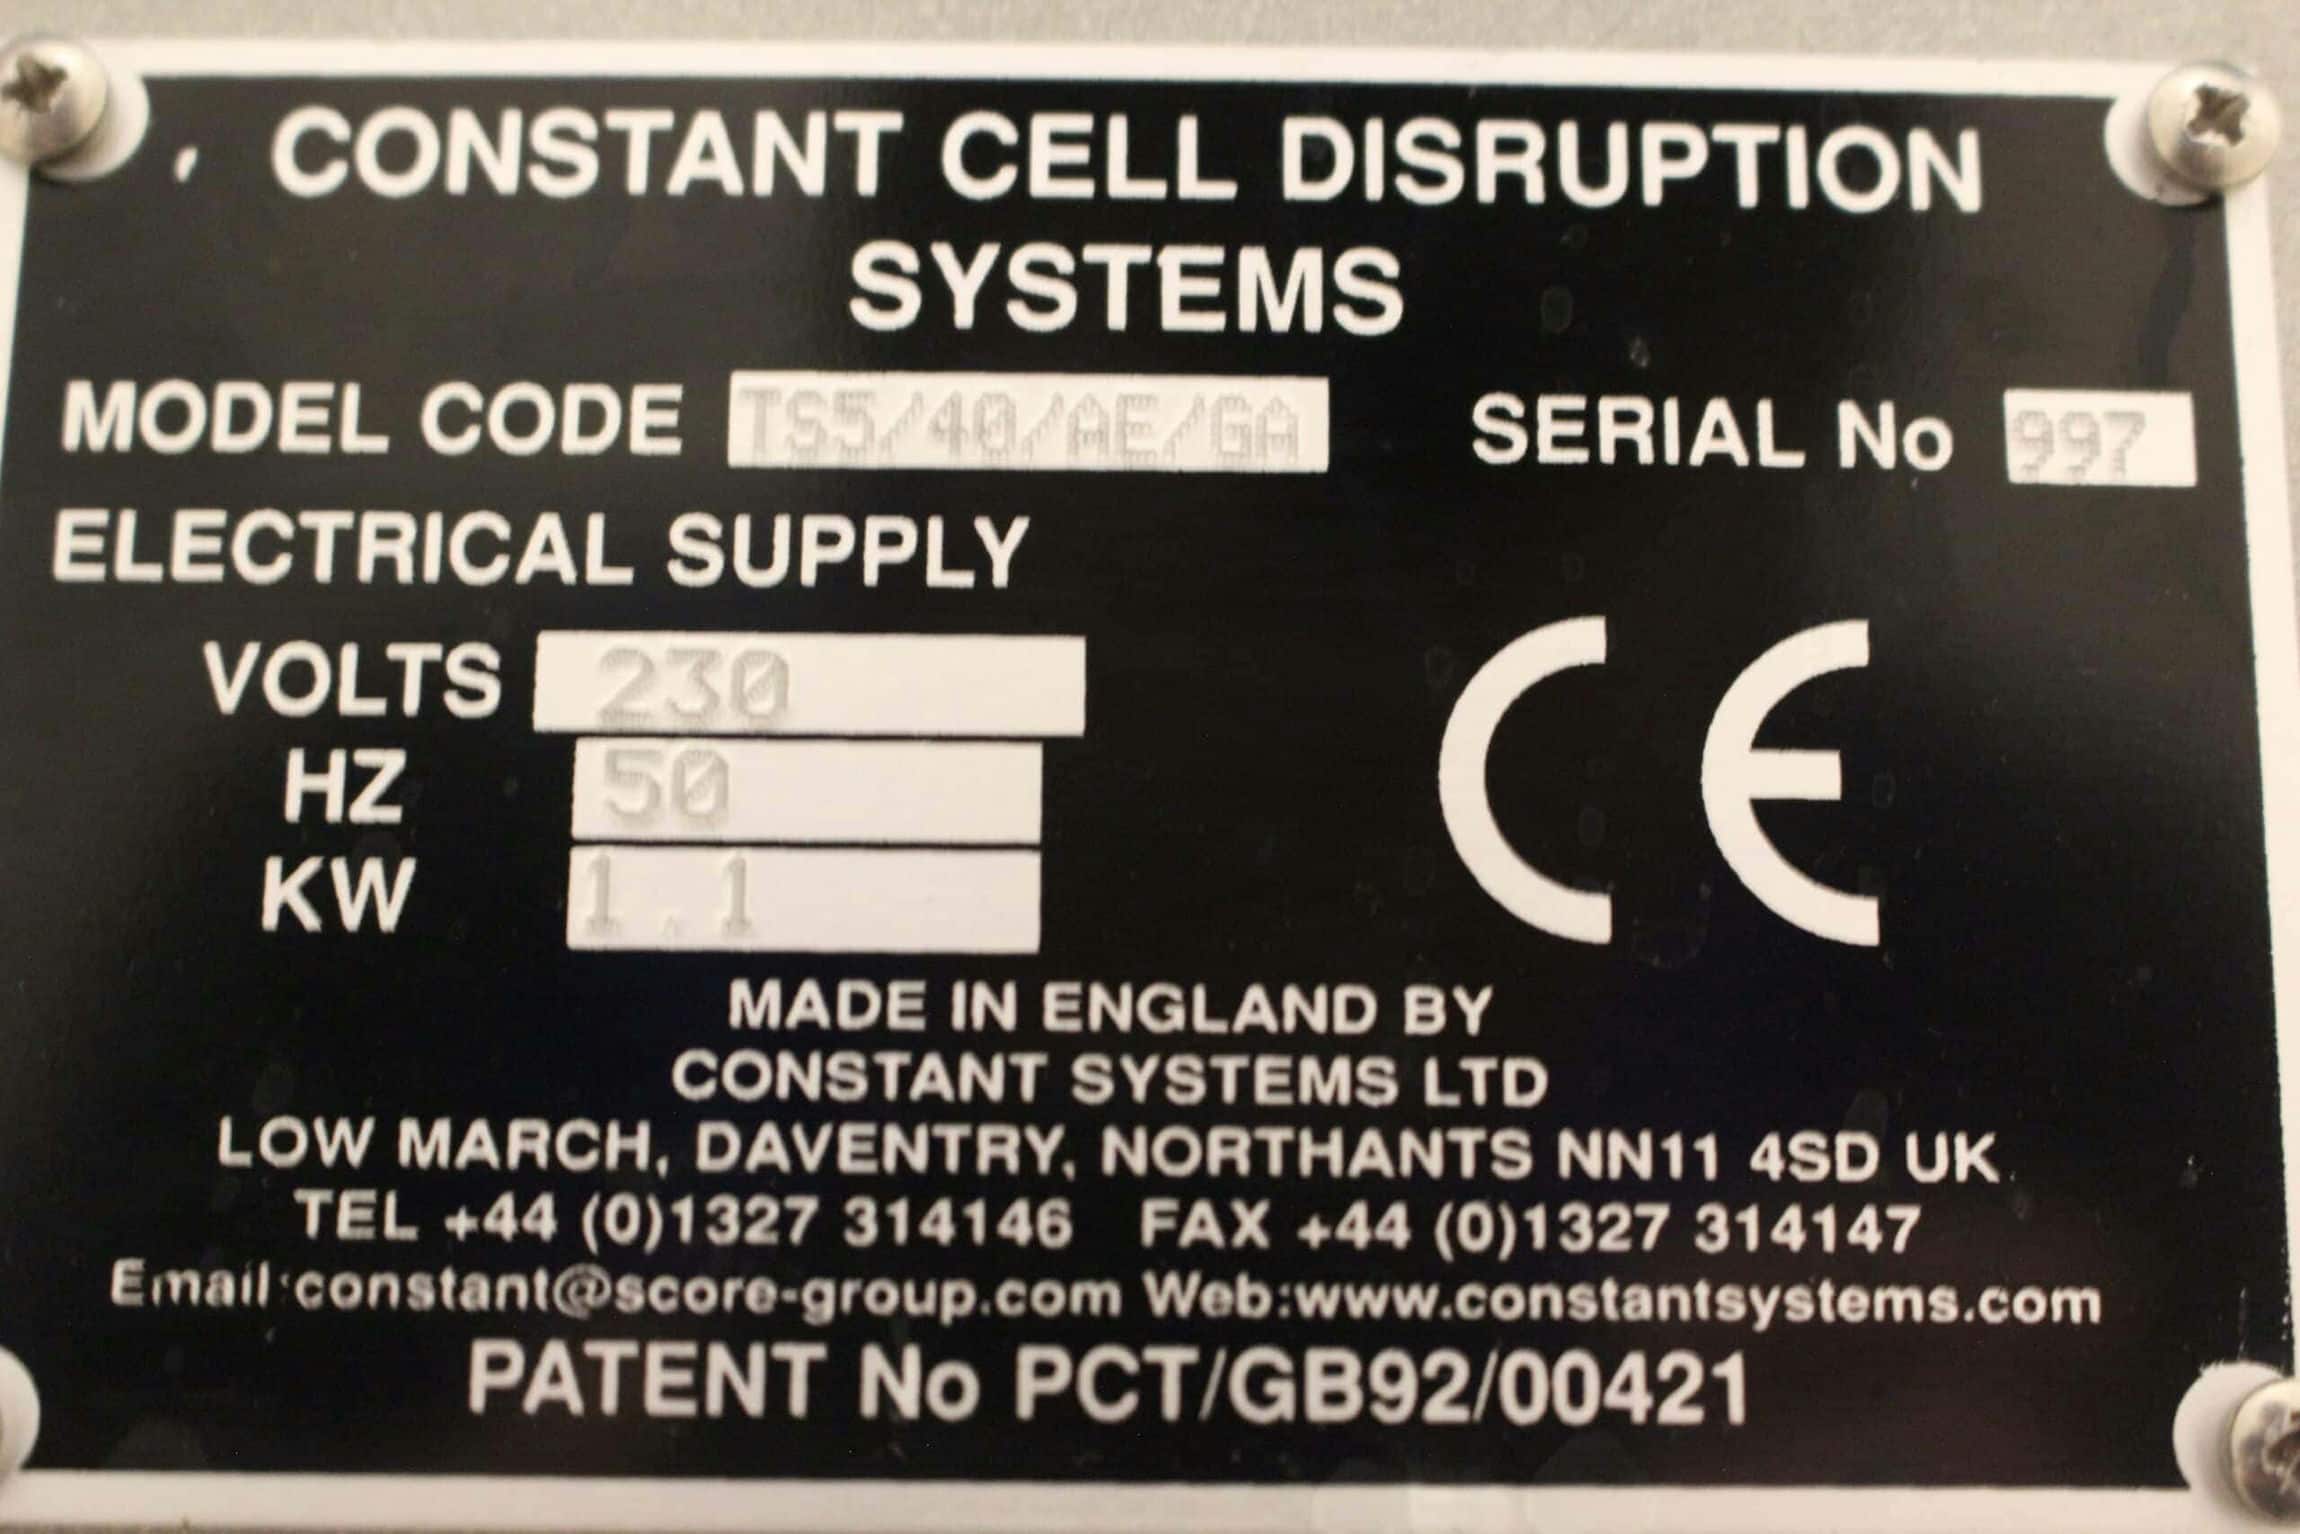 CONSTANT CELL DISRUPTION
SYSTEMS
MODEL CODE TS5/40/AE/GA SERIAL No 997
ELECTRICAL SUPPLY
VOLTS 230
HZ 50
KW 1.1
CE
MADE IN ENGLAND BY
CONSTANT SYSTEMS LTD
LOW MARCH, DAVENTRY, NORTHANTS NN11 4SD UK
TEL +44 (0)1327 314146 FAX +44 (0)1327 314147
Email:constant@score-group.com Web:www.constantsystems.com
PATENT No PCT/GB92/00421